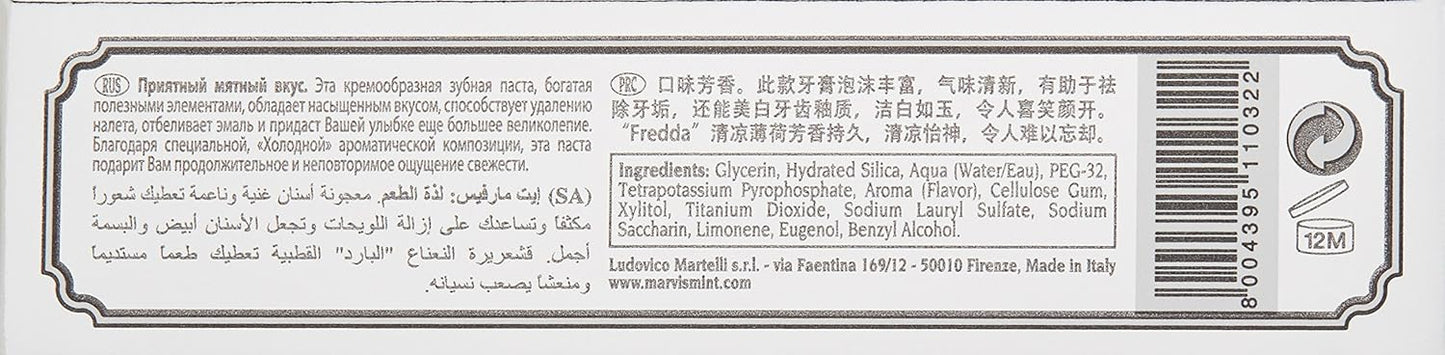 RUS Приятный мятный вкус. Эта кремообразная зубная паста, богатая
полезными элементами, обладает насыщенным вкусом, способствует удалению
налета, отбеливает эмаль и придаст Вашей улыбке еще большее великолепие.
Благодаря специальной, «Холодной» ароматической композиции, эта паста
подарит Вам продолжительное и неповторимое ощущение свежести.
(SA) إيت مارفيس: لذة الطعم. معجونة أسنان غنية وناعمة تعطيك شعورا
مكثفا وتساعدك على إزالة اللويحات وتجعل الأسنان أبيض والبسمة
أجمل. قشعريرة النعناع "البارد" القطبية تعطيك طعما مستديما
ومنعشا يصعب نسيانه.
PRC 口味芳香。此款牙膏泡沫丰富，气味清新，有助于祛
除牙垢，还能美白牙齿釉质，洁白如玉，令人喜笑颜开。
“Fredda”清凉薄荷芳香持久，清凉怡神，令人难以忘却。
Ingredients: Glycerin, Hydrated Silica, Aqua (Water/Eau), PEG-32,
Tetrapotassium Pyrophosphate, Aroma (Flavor), Cellulose Gum,
Xylitol, Titanium Dioxide, Sodium Lauryl Sulfate, Sodium
Saccharin, Limonene, Eugenol, Benzyl Alcohol.
Ludovico Martelli s.r.l. - via Faentina 169/12 - 50010 Firenze, Made in Italy
www.marvismint.com
8 004395 110322
12M